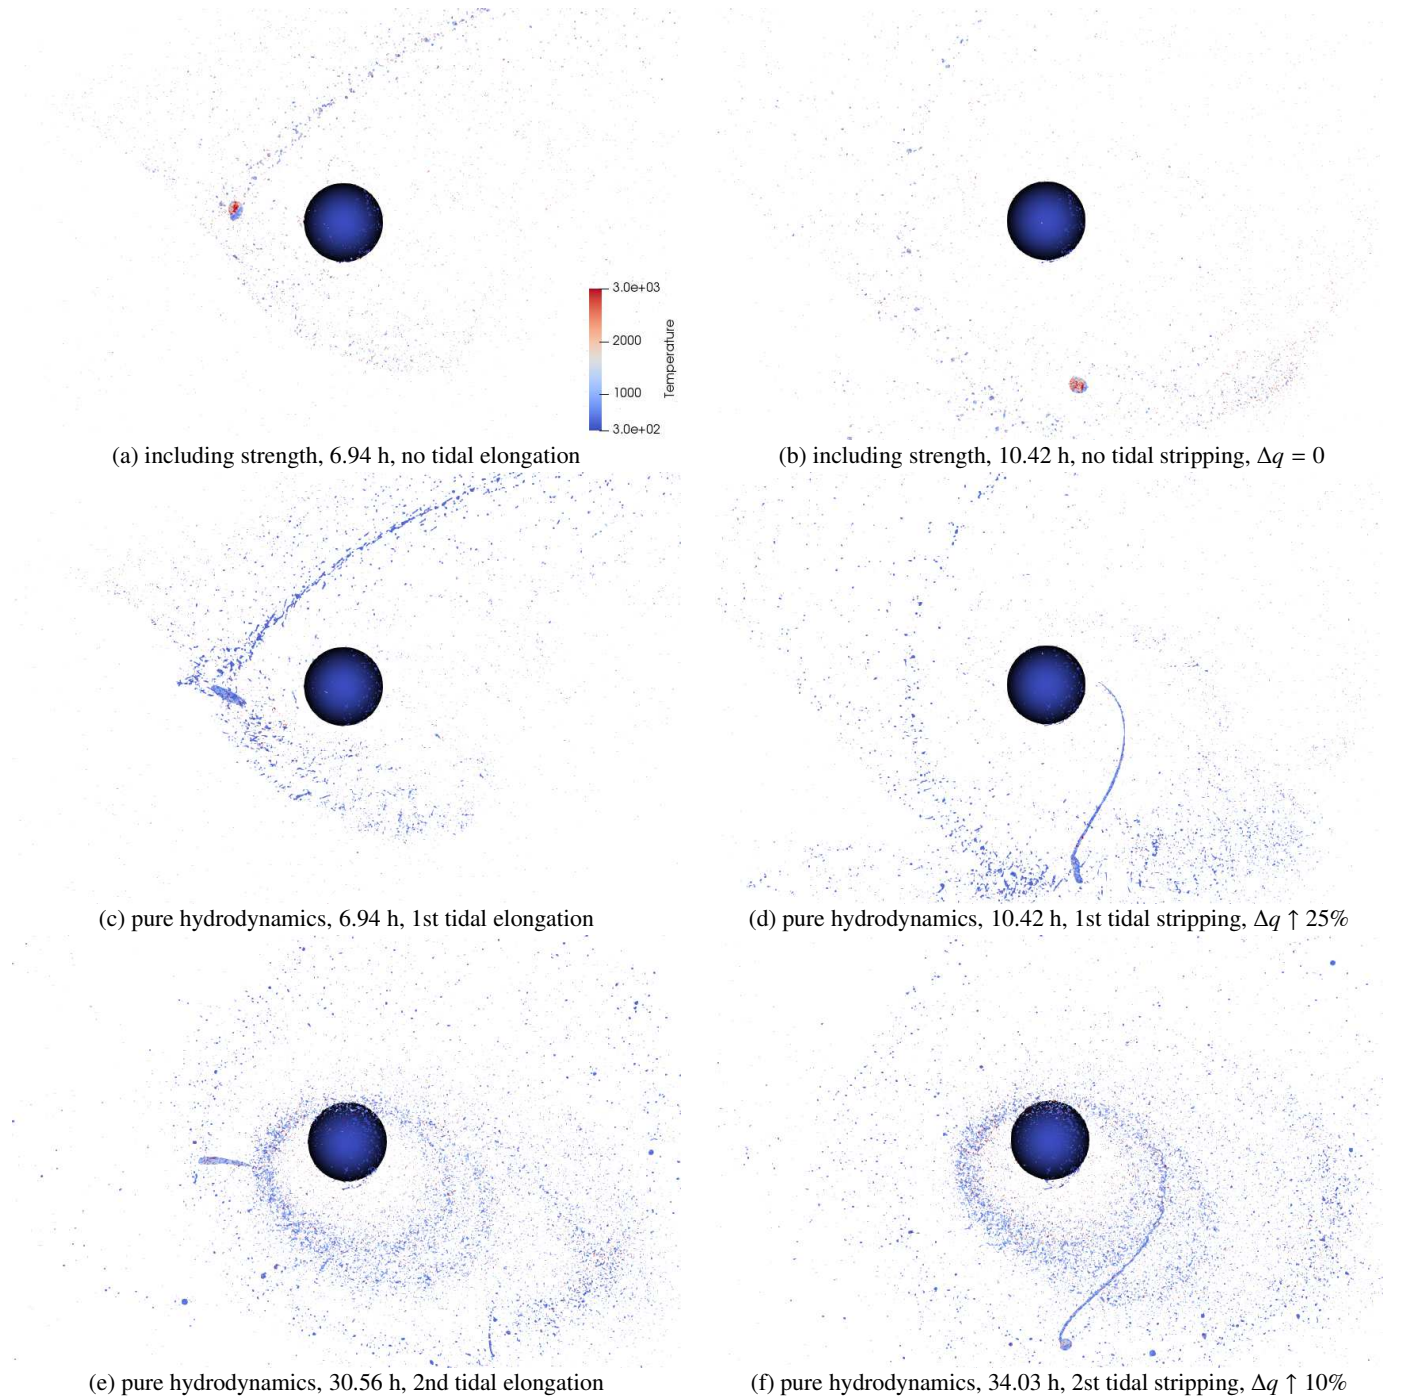 3.0e+03
2000
1000
3.0e+02
Temperature
(a) including strength, 6.94 h, no tidal elongation
(b) including strength, 10.42 h, no tidal stripping, Δq = 0
(c) pure hydrodynamics, 6.94 h, 1st tidal elongation
(d) pure hydrodynamics, 10.42 h, 1st tidal stripping, Δq ↑ 25%
(e) pure hydrodynamics, 30.56 h, 2nd tidal elongation
(f) pure hydrodynamics, 34.03 h, 2st tidal stripping, Δq ↑ 10%